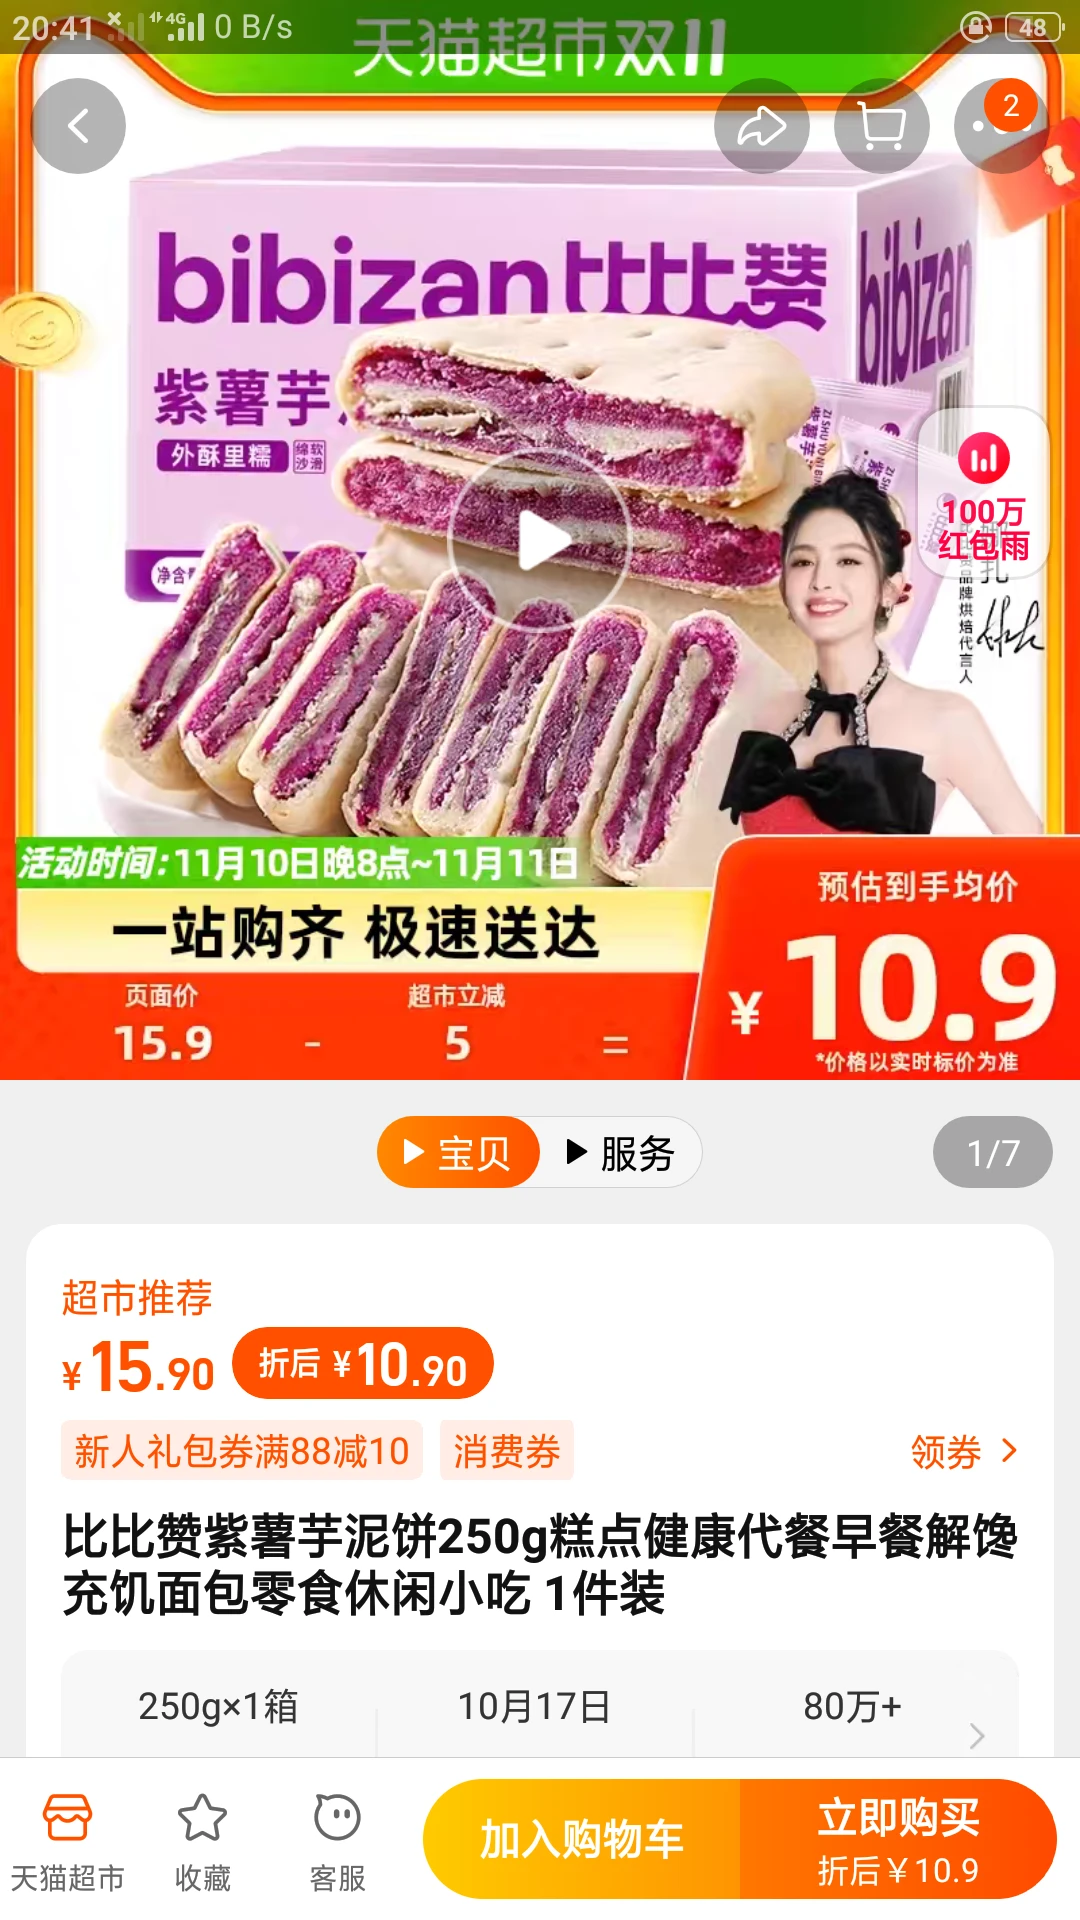 20:41 4G 0 B/s 48
天猫超市双11
2
bibizan比比赞
bibizan
紫薯芋
外酥里糯 绵软沙滑
净含
100万
红包雨
品牌烘焙代言人
活动时间:11月10日晚8点~11月11日
一站购齐 极速送达
预估到手均价
¥ 10.9
*价格以实时标价为准
页面价 超市立减
15.9 - 5 =
宝贝 服务 1/7
超市推荐
¥15.90 折后 ¥10.90
新人礼包券满88减10 消费券 领券
比比赞紫薯芋泥饼250g糕点健康代餐早餐解馋
充饥面包零食休闲小吃 1件装
250g×1箱 10月17日 80万+
天猫超市 收藏 客服 加入购物车 立即购买
折后¥10.9